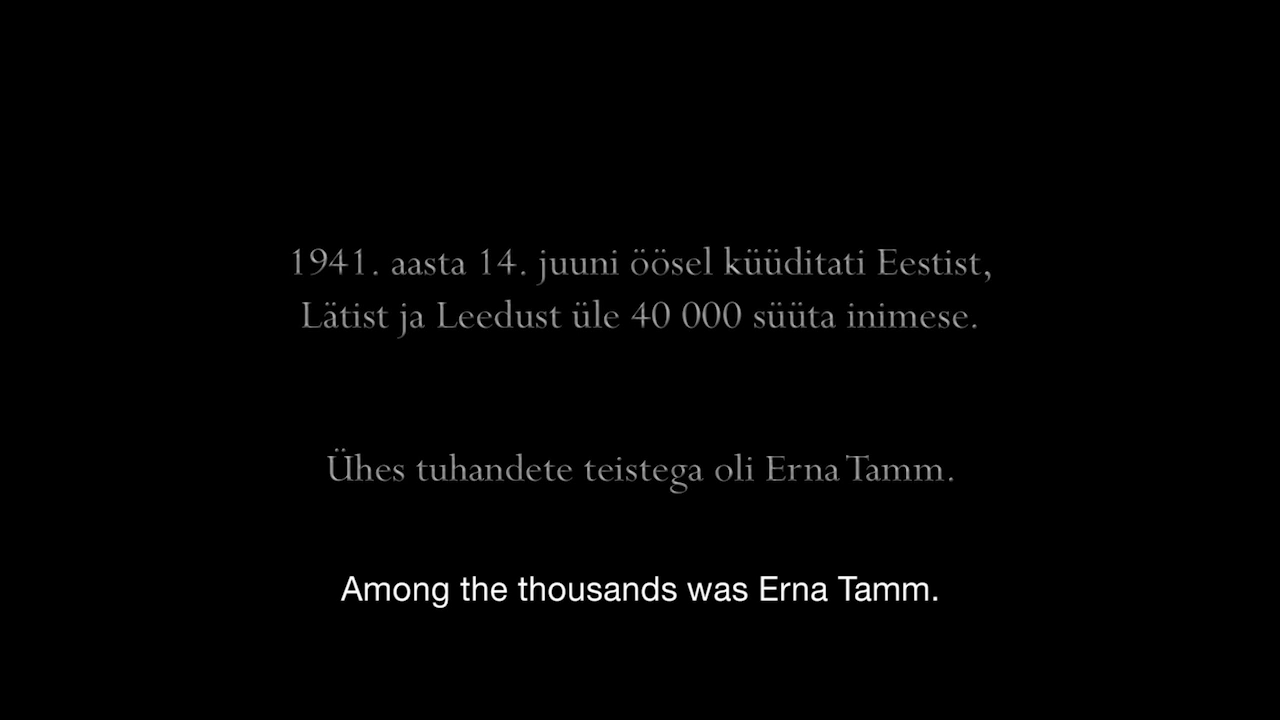 1941. aasta 14. juuni öösel küüditati Eestist,
Lätist ja Leedust üle 40 000 süüta inimese.
Ühes tuhandete teistega oli Erna Tamm.
Among the thousands was Erna Tamm.